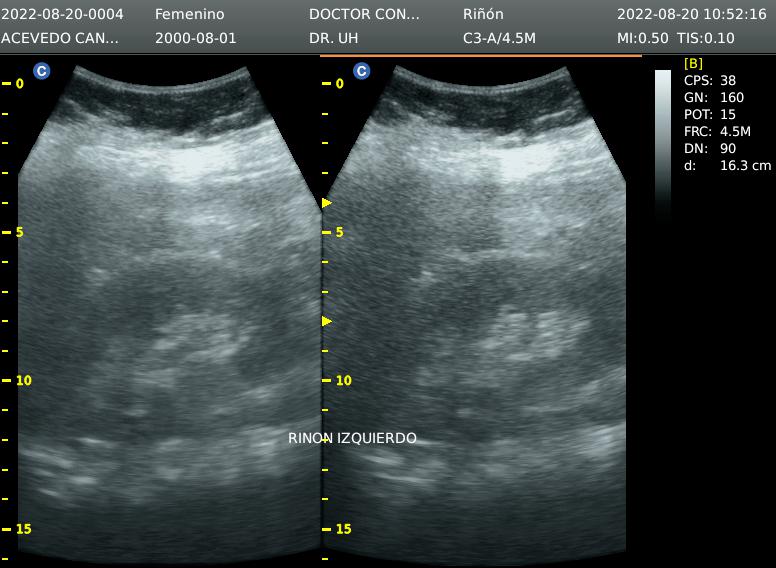 2022-08-20-0004 Femenino DOCTOR CON... Riñón 2022-08-20 10:52:16
ACEVEDO CAN... 2000-08-01 DR. UH C3-A/4.5M MI:0.50 TIS:0.10
C C
[B]
CPS: 38
GN: 160
POT: 15
FRC: 4.5M
DN: 90
d: 16.3 cm
0 0
5 5
10 10
RINON IZQUIERDO
15 15